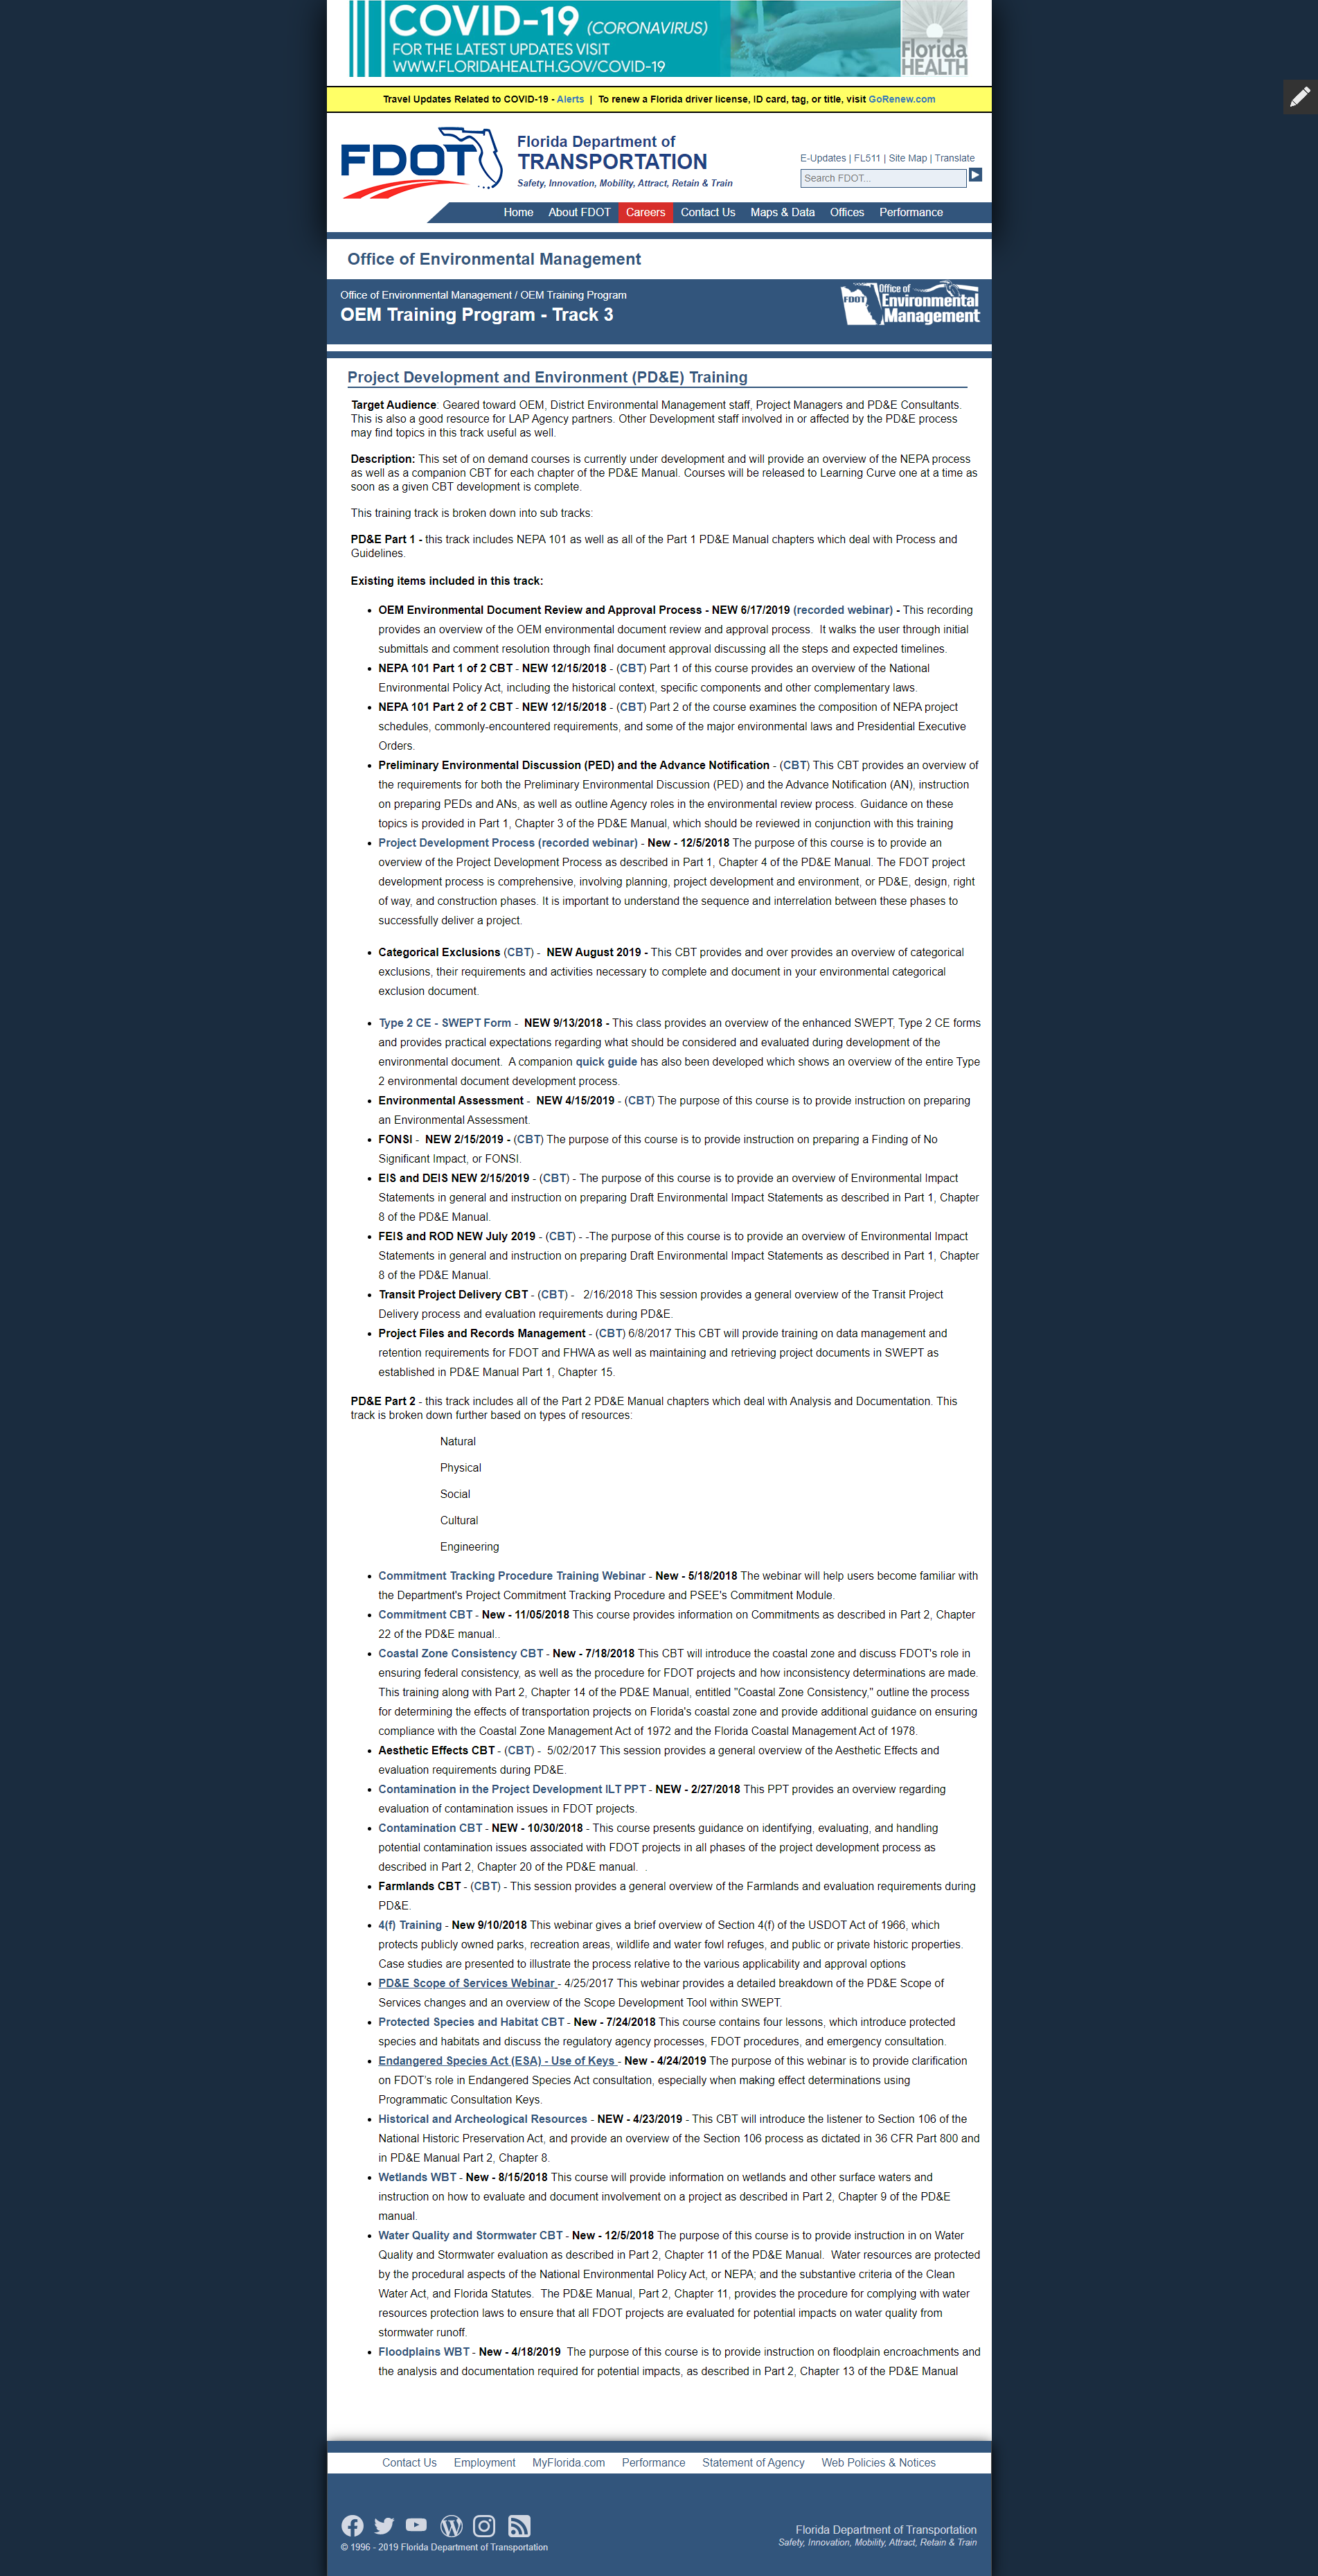 COVID-19 (CORONAVIRUS)
FOR THE LATEST UPDATES VISIT
WWW.FLORIDAHEALTH.GOV/COVID-19
Florida
HEALTH
Travel Updates Related to COVID-19 - Alerts | To renew a Florida driver license, ID card, tag, or title, visit GoRenew.com
FDOT
Florida Department of
TRANSPORTATION
Safety, Innovation, Mobility, Attract, Retain & Train
E-Updates | FL511 | Site Map | Translate
Search FDOT...
Home About FDOT Careers Contact Us Maps & Data Offices Performance
Office of Environmental Management
Office of Environmental Management / OEM Training Program
OEM Training Program - Track 3
FDOT
Office of
Environmental
Management
Project Development and Environment (PD&E) Training
Target Audience: Geared toward OEM, District Environmental Management staff, Project Managers and PD&E Consultants.
This is also a good resource for LAP Agency partners. Other Development staff involved in or affected by the PD&E process
may find topics in this track useful as well.
Description: This set of on demand courses is currently under development and will provide an overview of the NEPA process
as well as a companion CBT for each chapter of the PD&E Manual. Courses will be released to Learning Curve one at a time as
soon as a given CBT development is complete.
This training track is broken down into sub tracks:
PD&E Part 1 - this track includes NEPA 101 as well as all of the Part 1 PD&E Manual chapters which deal with Process and
Guidelines.
Existing items included in this track:
• OEM Environmental Document Review and Approval Process - NEW 6/17/2019 (recorded webinar) - This recording
provides an overview of the OEM environmental document review and approval process. It walks the user through initial
submittals and comment resolution through final document approval discussing all the steps and expected timelines.
• NEPA 101 Part 1 of 2 CBT - NEW 12/15/2018 - (CBT) Part 1 of this course provides an overview of the National
Environmental Policy Act, including the historical context, specific components and other complementary laws.
• NEPA 101 Part 2 of 2 CBT - NEW 12/15/2018 - (CBT) Part 2 of the course examines the composition of NEPA project
schedules, commonly-encountered requirements, and some of the major environmental laws and Presidential Executive
Orders.
• Preliminary Environmental Discussion (PED) and the Advance Notification - (CBT) This CBT provides an overview of
the requirements for both the Preliminary Environmental Discussion (PED) and the Advance Notification (AN), instruction
on preparing PEDs and ANs, as well as outline Agency roles in the environmental review process. Guidance on these
topics is provided in Part 1, Chapter 3 of the PD&E Manual, which should be reviewed in conjunction with this training
• Project Development Process (recorded webinar) - New - 12/5/2018 The purpose of this course is to provide an
overview of the Project Development Process as described in Part 1, Chapter 4 of the PD&E Manual. The FDOT project
development process is comprehensive, involving planning, project development and environment, or PD&E, design, right
of way, and construction phases. It is important to understand the sequence and interrelation between these phases to
successfully deliver a project.
• Categorical Exclusions (CBT) - NEW August 2019 - This CBT provides and over provides an overview of categorical
exclusions, their requirements and activities necessary to complete and document in your environmental categorical
exclusion document.
• Type 2 CE - SWEPT Form - NEW 9/13/2018 - This class provides an overview of the enhanced SWEPT, Type 2 CE forms
and provides practical expectations regarding what should be considered and evaluated during development of the
environmental document. A companion quick guide has also been developed which shows an overview of the entire Type
2 environmental document development process.
• Environmental Assessment - NEW 4/15/2019 - (CBT) The purpose of this course is to provide instruction on preparing
an Environmental Assessment.
• FONSI - NEW 2/15/2019 - (CBT) The purpose of this course is to provide instruction on preparing a Finding of No
Significant Impact, or FONSI.
• EIS and DEIS NEW 2/15/2019 - (CBT) - The purpose of this course is to provide an overview of Environmental Impact
Statements in general and instruction on preparing Draft Environmental Impact Statements as described in Part 1, Chapter
8 of the PD&E Manual.
• FEIS and ROD NEW July 2019 - (CBT) - -The purpose of this course is to provide an overview of Environmental Impact
Statements in general and instruction on preparing Draft Environmental Impact Statements as described in Part 1, Chapter
8 of the PD&E Manual.
• Transit Project Delivery CBT - (CBT) - 2/16/2018 This session provides a general overview of the Transit Project
Delivery process and evaluation requirements during PD&E.
• Project Files and Records Management - (CBT) 6/8/2017 This CBT will provide training on data management and
retention requirements for FDOT and FHWA as well as maintaining and retrieving project documents in SWEPT as
established in PD&E Manual Part 1, Chapter 15.
PD&E Part 2 - this track includes all of the Part 2 PD&E Manual chapters which deal with Analysis and Documentation. This
track is broken down further based on types of resources:
Natural
Physical
Social
Cultural
Engineering
• Commitment Tracking Procedure Training Webinar - New - 5/18/2018 The webinar will help users become familiar with
the Department's Project Commitment Tracking Procedure and PSEE's Commitment Module.
• Commitment CBT - New - 11/05/2018 This course provides information on Commitments as described in Part 2, Chapter
22 of the PD&E manual..
• Coastal Zone Consistency CBT - New - 7/18/2018 This CBT will introduce the coastal zone and discuss FDOT's role in
ensuring federal consistency, as well as the procedure for FDOT projects and how inconsistency determinations are made.
This training along with Part 2, Chapter 14 of the PD&E Manual, entitled "Coastal Zone Consistency," outline the process
for determining the effects of transportation projects on Florida's coastal zone and provide additional guidance on ensuring
compliance with the Coastal Zone Management Act of 1972 and the Florida Coastal Management Act of 1978.
• Aesthetic Effects CBT - (CBT) - 5/02/2017 This session provides a general overview of the Aesthetic Effects and
evaluation requirements during PD&E.
• Contamination in the Project Development ILT PPT - NEW - 2/27/2018 This PPT provides an overview regarding
evaluation of contamination issues in FDOT projects.
• Contamination CBT - NEW - 10/30/2018 - This course presents guidance on identifying, evaluating, and handling
potential contamination issues associated with FDOT projects in all phases of the project development process as
described in Part 2, Chapter 20 of the PD&E manual. .
• Farmlands CBT - (CBT) - This session provides a general overview of the Farmlands and evaluation requirements during
PD&E.
• 4(f) Training - New 9/10/2018 This webinar gives a brief overview of Section 4(f) of the USDOT Act of 1966, which
protects publicly owned parks, recreation areas, wildlife and water fowl refuges, and public or private historic properties.
Case studies are presented to illustrate the process relative to the various applicability and approval options
• PD&E Scope of Services Webinar - 4/25/2017 This webinar provides a detailed breakdown of the PD&E Scope of
Services changes and an overview of the Scope Development Tool within SWEPT.
• Protected Species and Habitat CBT - New - 7/24/2018 This course contains four lessons, which introduce protected
species and habitats and discuss the regulatory agency processes, FDOT procedures, and emergency consultation.
• Endangered Species Act (ESA) - Use of Keys - New - 4/24/2019 The purpose of this webinar is to provide clarification
on FDOT's role in Endangered Species Act consultation, especially when making effect determinations using
Programmatic Consultation Keys.
• Historical and Archeological Resources - NEW - 4/23/2019 - This CBT will introduce the listener to Section 106 of the
National Historic Preservation Act, and provide an overview of the Section 106 process as dictated in 36 CFR Part 800 and
in PD&E Manual Part 2, Chapter 8.
• Wetlands WBT - New - 8/15/2018 This course will provide information on wetlands and other surface waters and
instruction on how to evaluate and document involvement on a project as described in Part 2, Chapter 9 of the PD&E
manual.
• Water Quality and Stormwater CBT - New - 12/5/2018 The purpose of this course is to provide instruction in on Water
Quality and Stormwater evaluation as described in Part 2, Chapter 11 of the PD&E Manual. Water resources are protected
by the procedural aspects of the National Environmental Policy Act, or NEPA; and the substantive criteria of the Clean
Water Act, and Florida Statutes. The PD&E Manual, Part 2, Chapter 11, provides the procedure for complying with water
resources protection laws to ensure that all FDOT projects are evaluated for potential impacts on water quality from
stormwater runoff.
• Floodplains WBT - New - 4/18/2019 The purpose of this course is to provide instruction on floodplain encroachments and
the analysis and documentation required for potential impacts, as described in Part 2, Chapter 13 of the PD&E Manual
Contact Us Employment MyFlorida.com Performance Statement of Agency Web Policies & Notices
© 1996 - 2019 Florida Department of Transportation
Florida Department of Transportation
Safety, Innovation, Mobility, Attract, Retain & Train